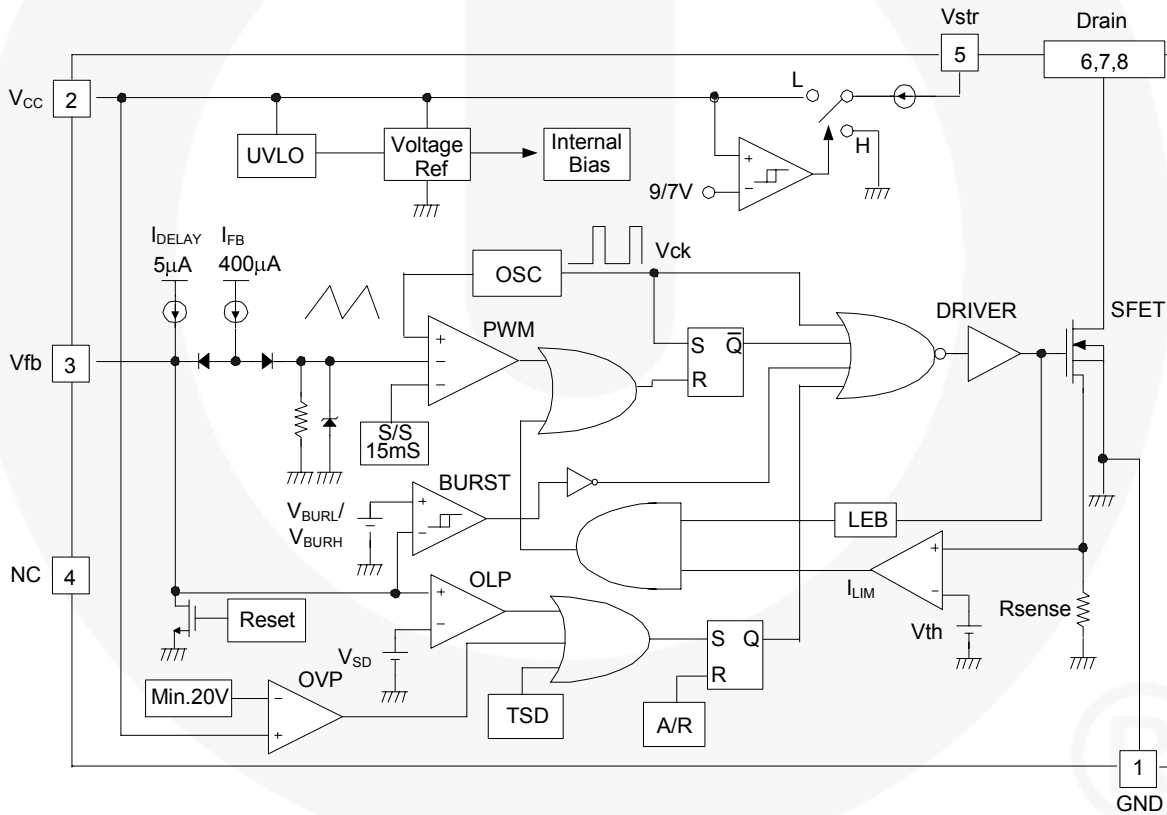 Vstr
Drain
5
6,7,8
VCC
2
L
H
UVLO
Voltage
Ref
Internal
Bias
+
−
9/7V
IDELAY
5μA
IFB
400μA
OSC
Vck
Vfb
3
PWM
+
−
−
S/S
15mS
S
Q̅
R
DRIVER
SFET
BURST
VBURL/
VBURH
+
−
LEB
NC
4
OLP
+
−
VSD
ILIM
+
−
Vth
Rsense
Reset
Min.20V
OVP
−
+
TSD
S
Q
R
A/R
1
GND
®